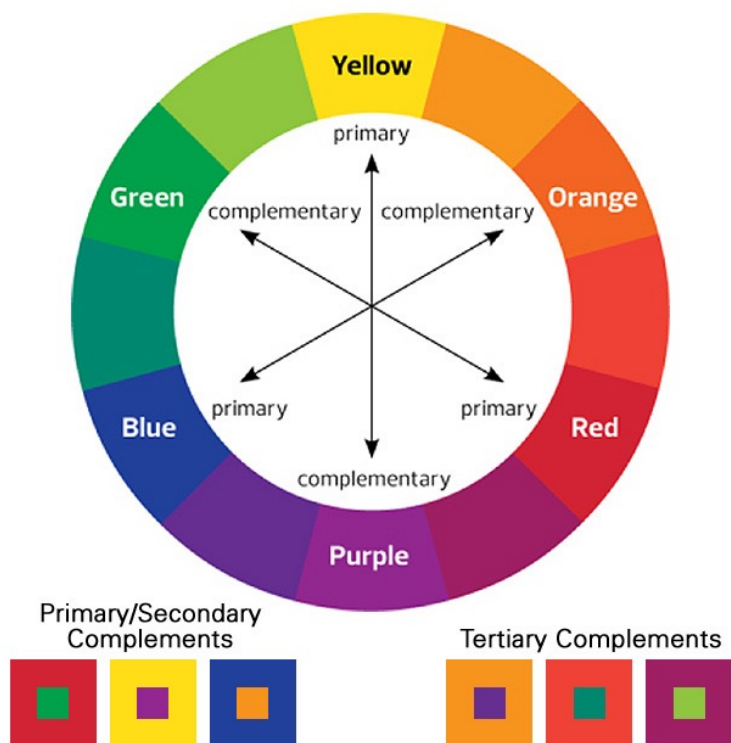 Yellow
primary
Green
complementary
complementary
Orange
Blue
primary
primary
Red
complementary
Purple
Primary/Secondary
Complements
Tertiary Complements